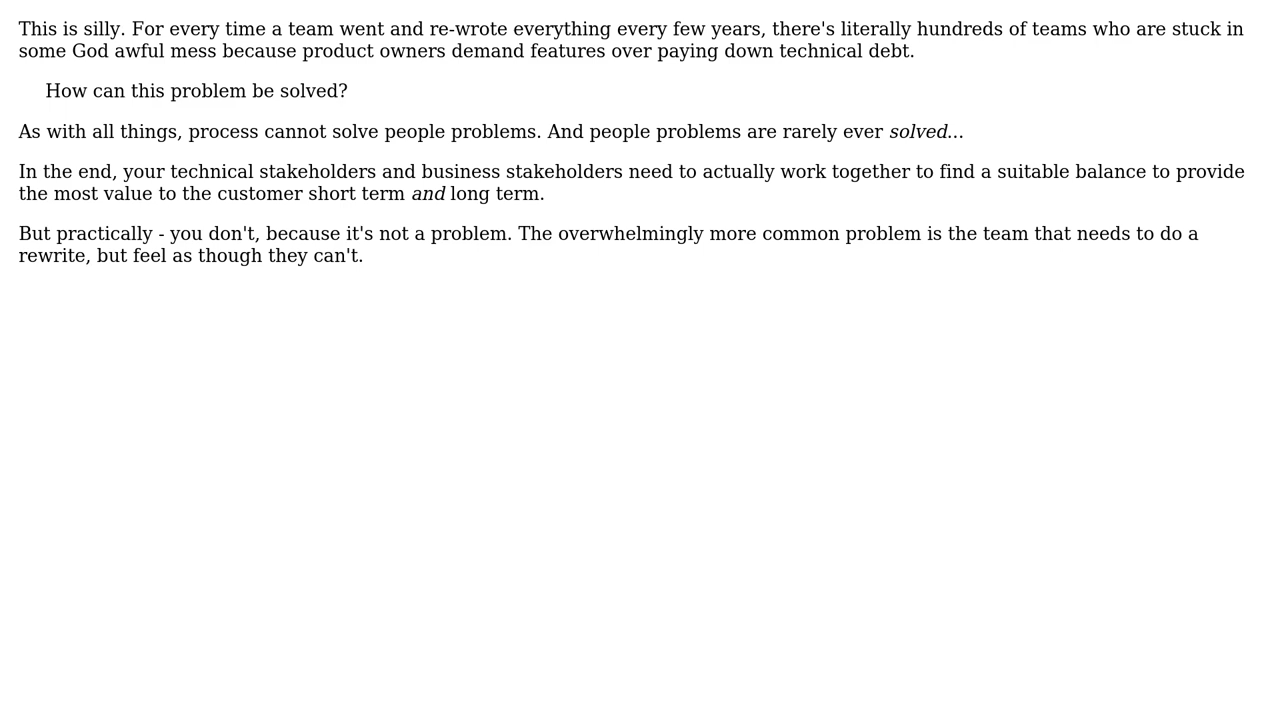 This is silly. For every time a team went and re-wrote everything every few years, there's literally hundreds of teams who are stuck in
some God awful mess because product owners demand features over paying down technical debt.
How can this problem be solved?
As with all things, process cannot solve people problems. And people problems are rarely ever solved...
In the end, your technical stakeholders and business stakeholders need to actually work together to find a suitable balance to provide
the most value to the customer short term and long term.
But practically - you don't, because it's not a problem. The overwhelmingly more common problem is the team that needs to do a
rewrite, but feel as though they can't.